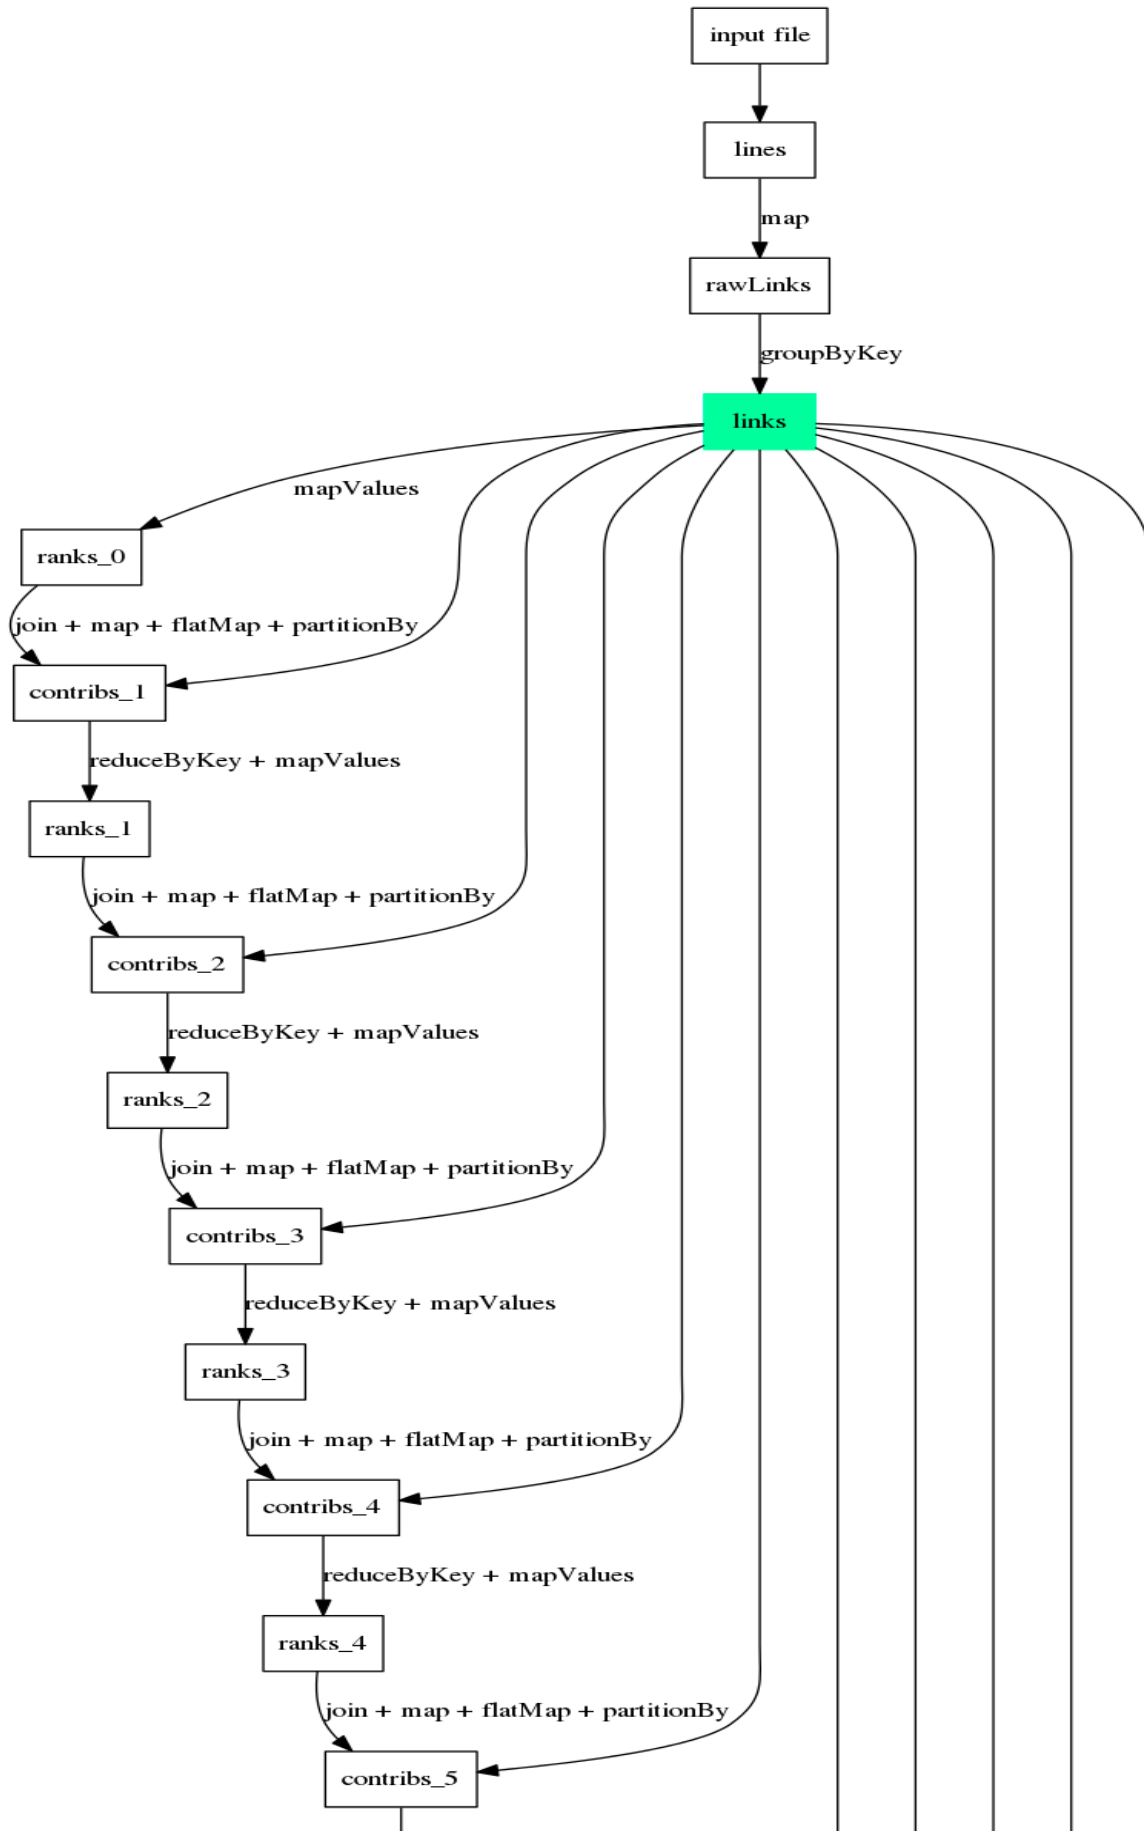 input file
lines
map
rawLinks
groupByKey
links
mapValues
ranks_0
join + map + flatMap + partitionBy
contribs_1
reduceByKey + mapValues
ranks_1
join + map + flatMap + partitionBy
contribs_2
reduceByKey + mapValues
ranks_2
join + map + flatMap + partitionBy
contribs_3
reduceByKey + mapValues
ranks_3
join + map + flatMap + partitionBy
contribs_4
reduceByKey + mapValues
ranks_4
join + map + flatMap + partitionBy
contribs_5